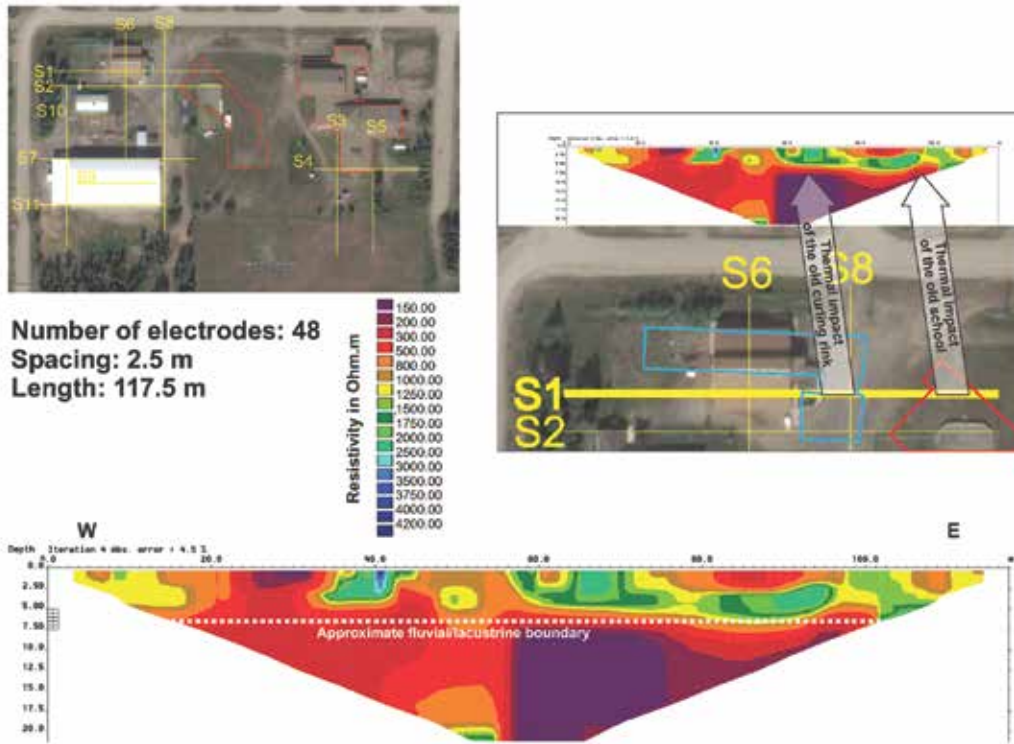 S6
S8
S1
S2
S10
S3
S5
S4
S7
S11
Number of electrodes: 48
Spacing: 2.5 m
Length: 117.5 m
Resistivity in Ohm.m
150.00
200.00
300.00
500.00
800.00
1000.00
1250.00
1500.00
1750.00
2000.00
2500.00
3000.00
3500.00
3750.00
4000.00
4200.00
Depth
Thermal impact
of the old curling rink
Thermal impact
of the old school
S6
S8
S1
S2
W
E
Depth Iteration 4 abs. error = 4.5 %
0.0 20.0 40.0 60.0 80.0 100.0 m
0.0
2.50
5.00
7.50
10.0
12.5
15.0
17.5
20.0
Approximate fluvial/lacustrine boundary